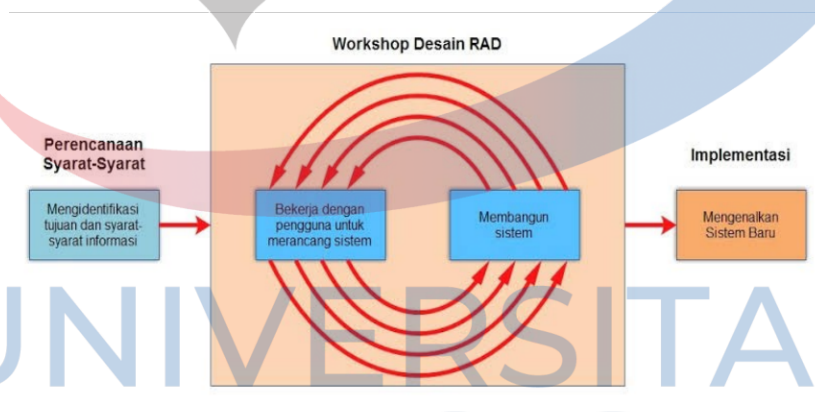 Workshop Desain RAD
Perencanaan
Syarat-Syarat
Mengidentifikasi
tujuan dan syarat-
syarat informasi
Bekerja dengan
pengguna untuk
merancang sistem
Membangun
sistem
Implementasi
Mengenalkan
Sistem Baru
UNIVERSITA